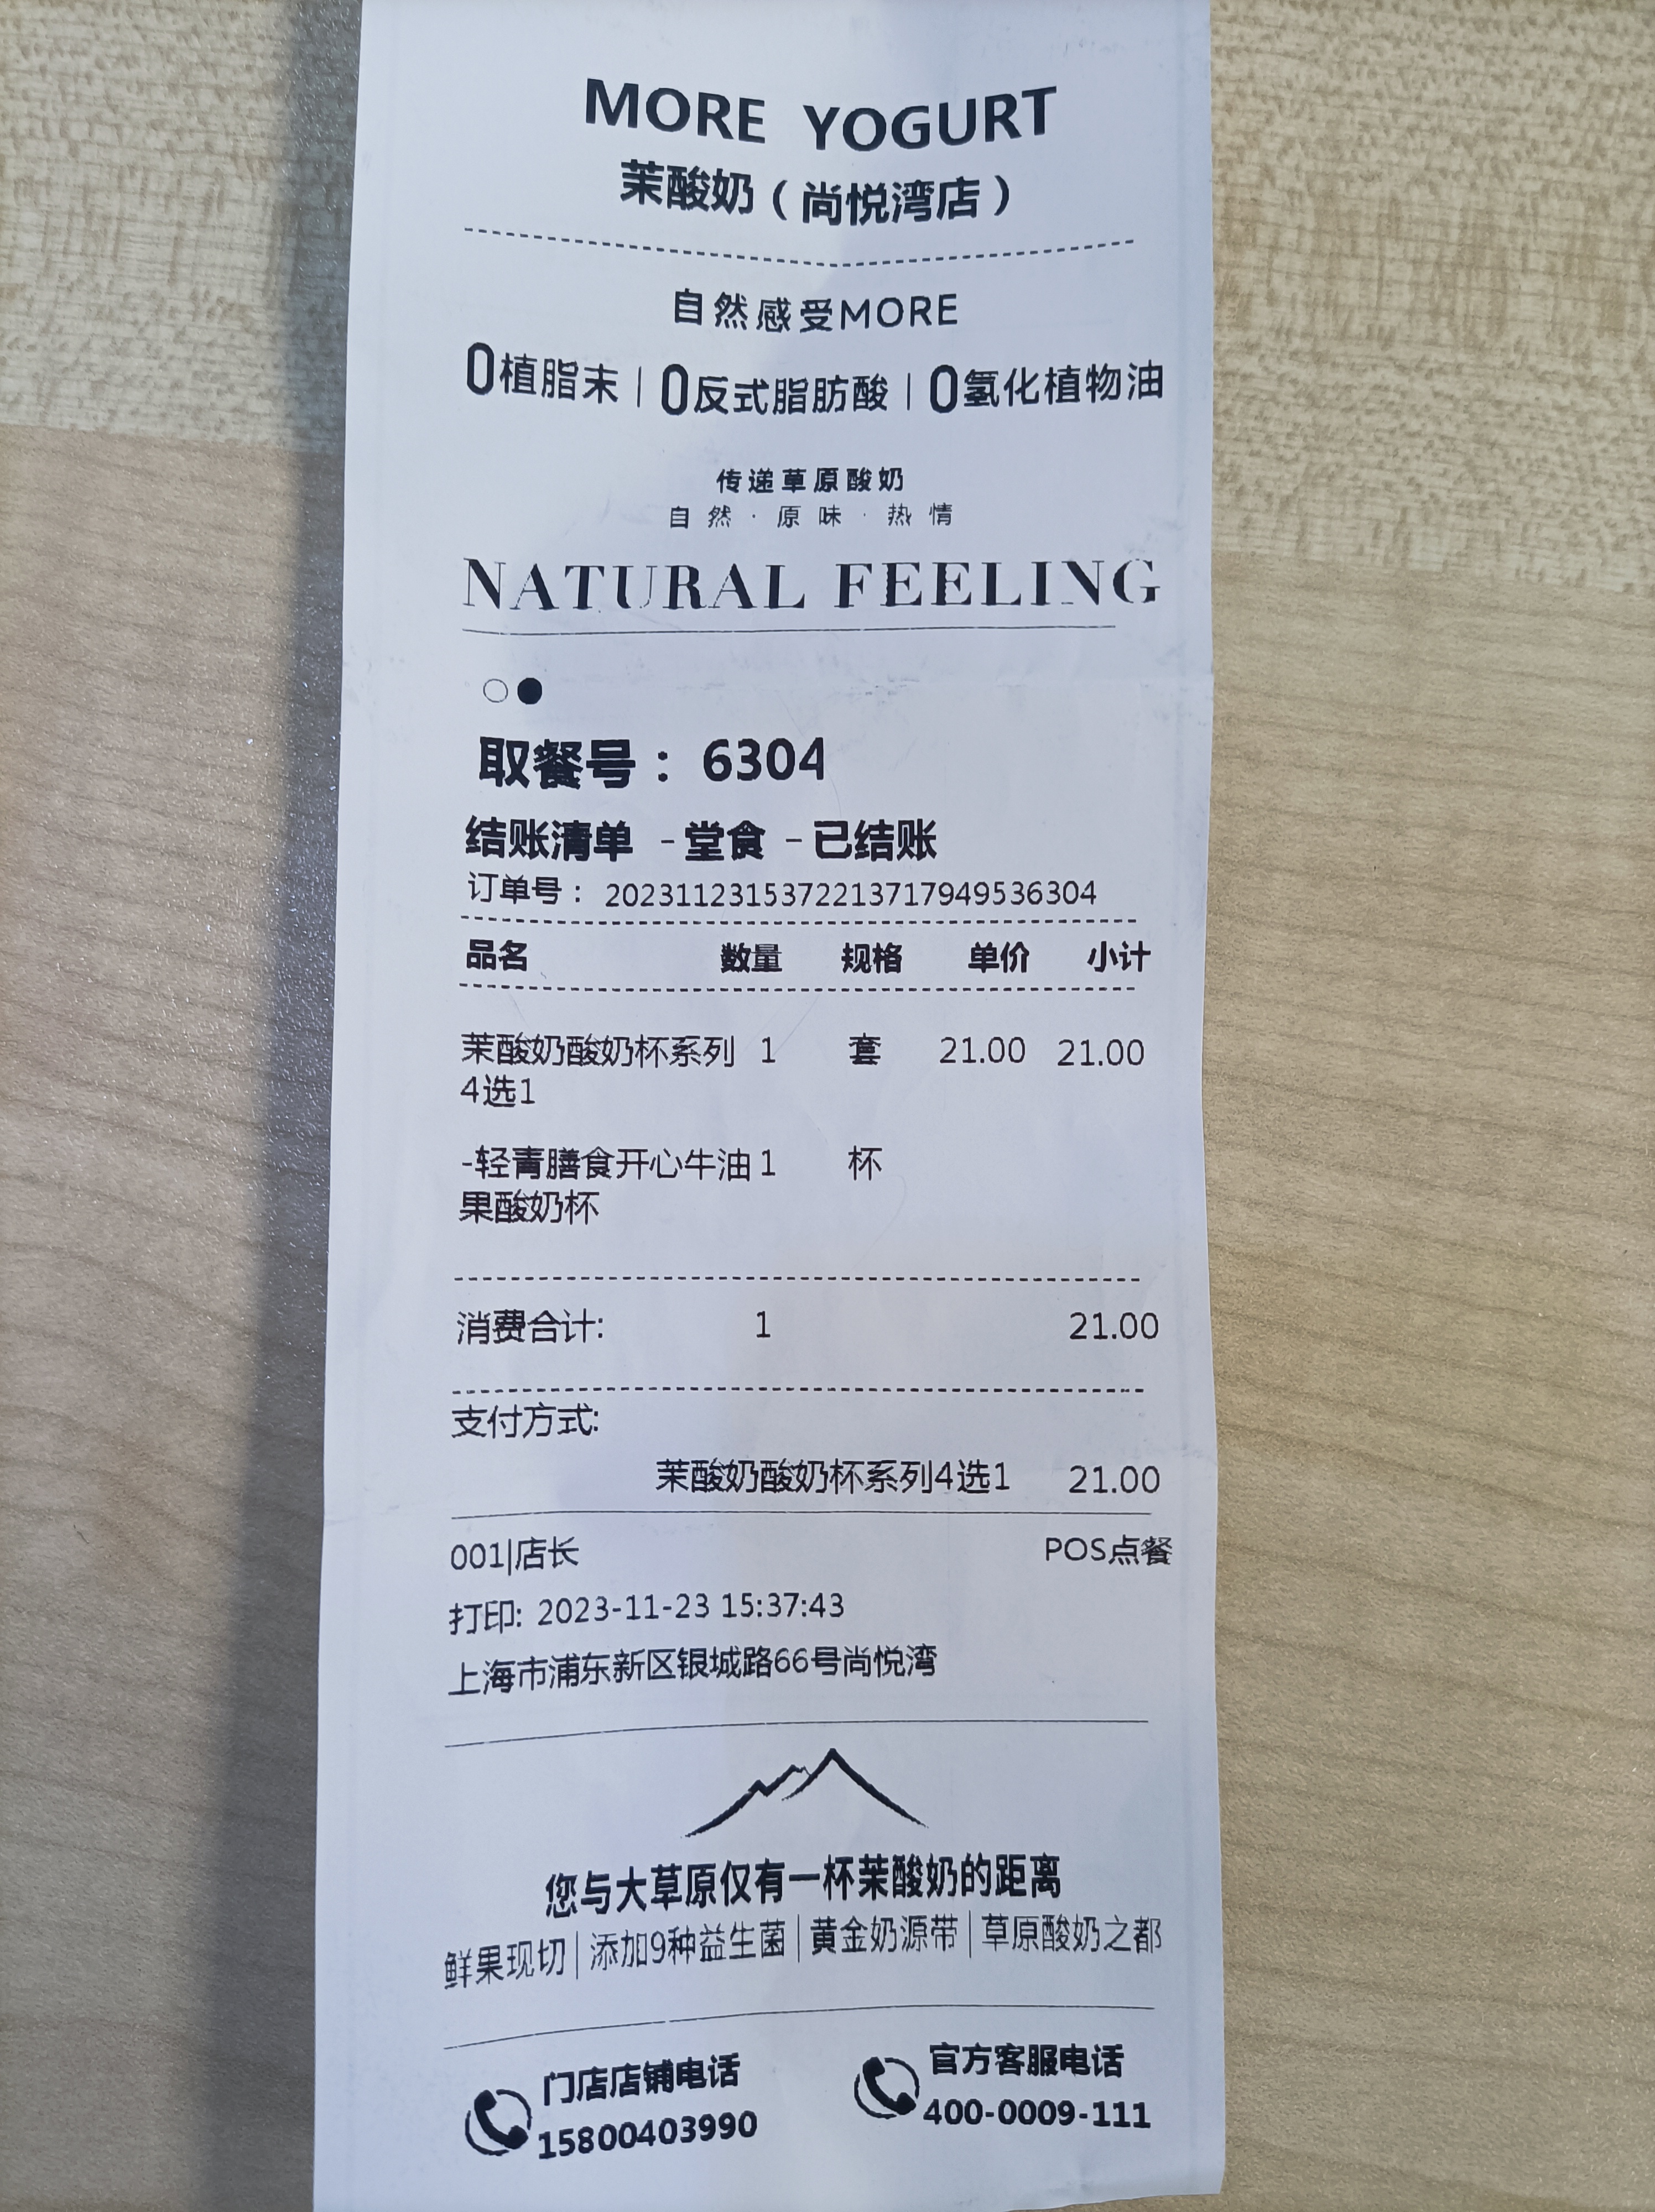 MORE YOGURT
茉酸奶（尚悦湾店）
自然感受MORE
0植脂末｜0反式脂肪酸｜0氢化植物油
传递草原酸奶
自然·原味·热情
NATURAL FEELING
取餐号：6304
结账清单 -堂食 -已结账
订单号：20231123153722137179495​36304
品名 数量 规格 单价 小计
茉酸奶酸奶杯系列 1 套 21.00 21.00
4选1
-轻青膳食开心牛油 1 杯
果酸奶杯
消费合计: 1 21.00
支付方式:
茉酸奶酸奶杯系列4选1 21.00
001|店长 POS点餐
打印: 2023-11-23 15:37:43
上海市浦东新区银城路66号尚悦湾
您与大草原仅有一杯茉酸奶的距离
鲜果现切｜添加9种益生菌｜黄金奶源带｜草原酸奶之都
门店店铺电话 官方客服电话
15800403990 400-0009-111